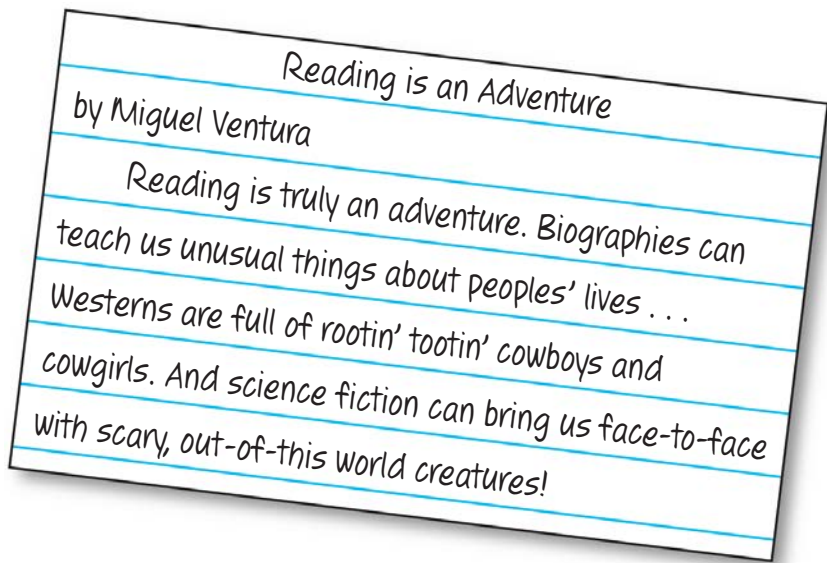 Reading is an Adventure
by Miguel Ventura
Reading is truly an adventure. Biographies can
teach us unusual things about peoples' lives . . .
Westerns are full of rootin' tootin' cowboys and
cowgirls. And science fiction can bring us face-to-face
with scary, out-of-this world creatures!